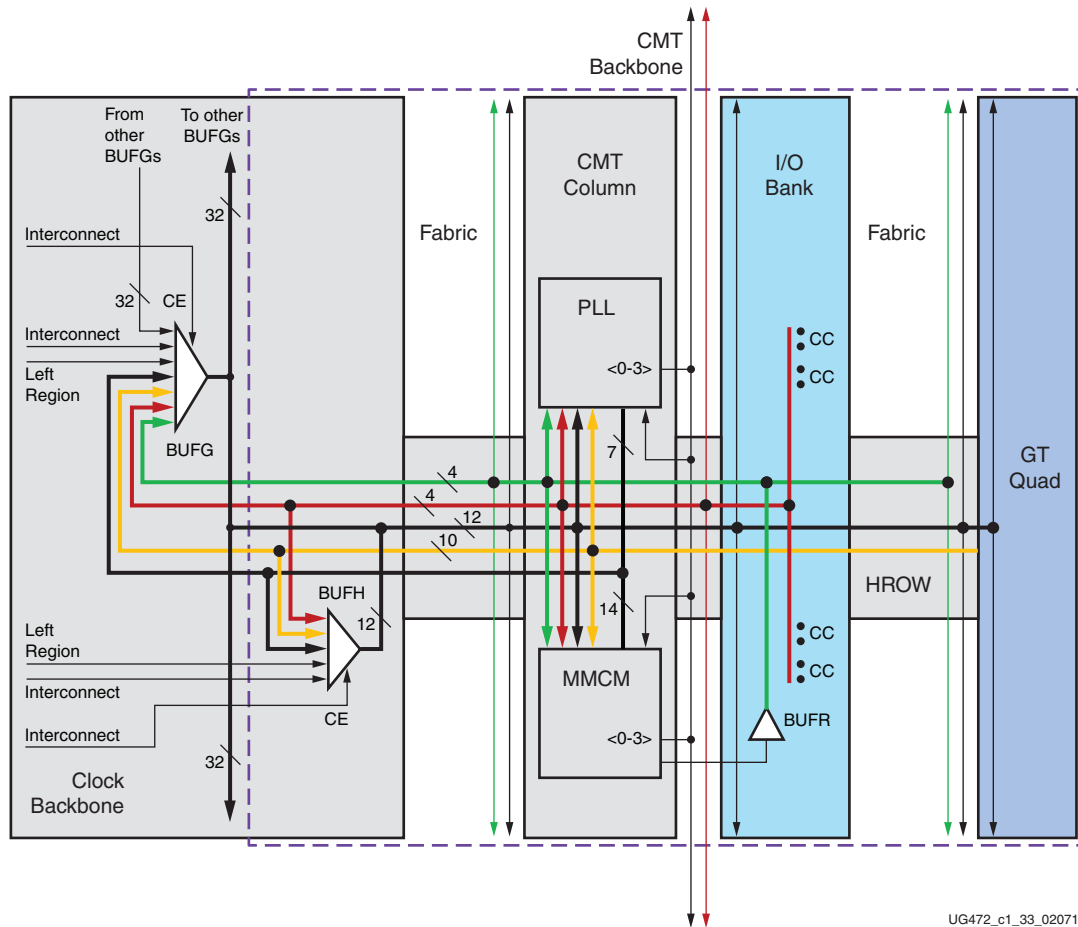 CMT
Backbone
From
other
BUFGs
To other
BUFGs
32
Interconnect
32
CE
Interconnect
Left
Region
BUFG
Fabric
CMT
Column
I/O
Bank
Fabric
PLL
<0-3>
CC
CC
GT
Quad
7
4
4
12
10
HROW
BUFH
12
14
Left
Region
Interconnect
CE
Interconnect
MMCM
<0-3>
CC
CC
BUFR
32
Clock
Backbone
UG472_c1_33_02071